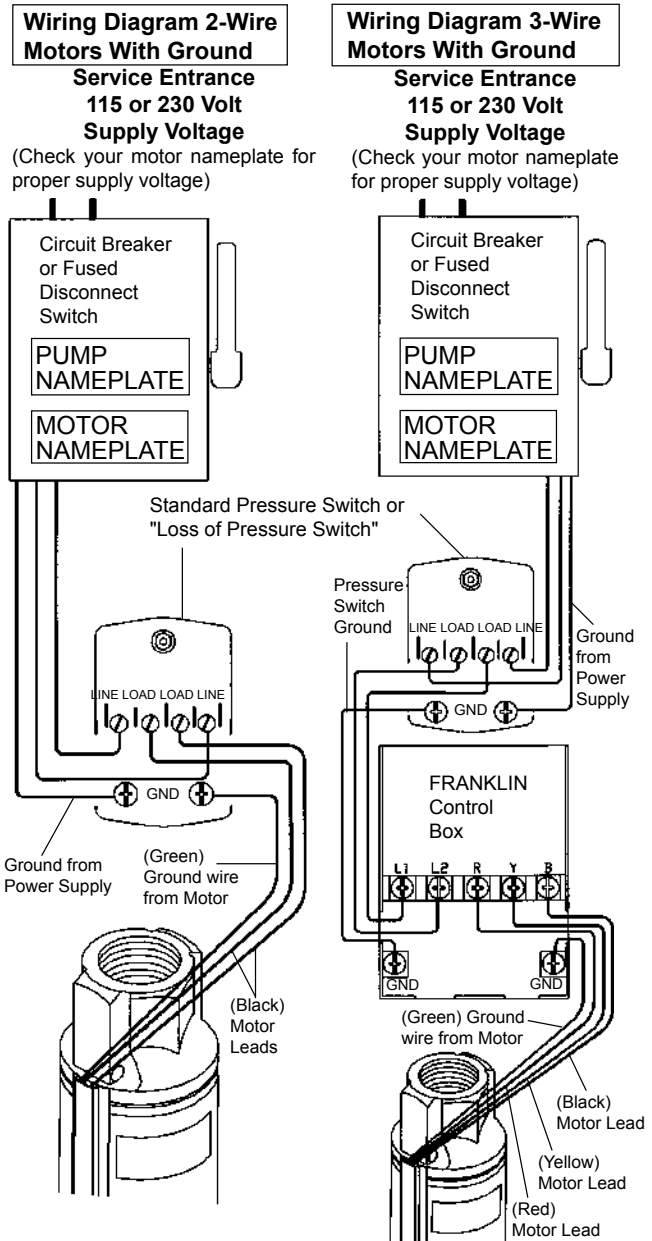 Wiring Diagram 2-Wire
Motors With Ground
Service Entrance
115 or 230 Volt
Supply Voltage
(Check your motor nameplate for
proper supply voltage)
Circuit Breaker
or Fused
Disconnect
Switch
PUMP
NAMEPLATE
MOTOR
NAMEPLATE
Standard Pressure Switch or
"Loss of Pressure Switch"
LINE LOAD LOAD LINE
GND
Ground from
Power Supply
(Green)
Ground wire
from Motor
(Black)
Motor
Leads
Wiring Diagram 3-Wire
Motors With Ground
Service Entrance
115 or 230 Volt
Supply Voltage
(Check your motor nameplate
for proper supply voltage)
Circuit Breaker
or Fused
Disconnect
Switch
PUMP
NAMEPLATE
MOTOR
NAMEPLATE
Pressure
Switch
Ground
LINE LOAD LOAD LINE
Ground
from
Power
Supply
GND
FRANKLIN
Control
Box
L1 L2 R Y B
GND GND
(Green) Ground
wire from Motor
(Black)
Motor Lead
(Yellow)
Motor Lead
(Red)
Motor Lead